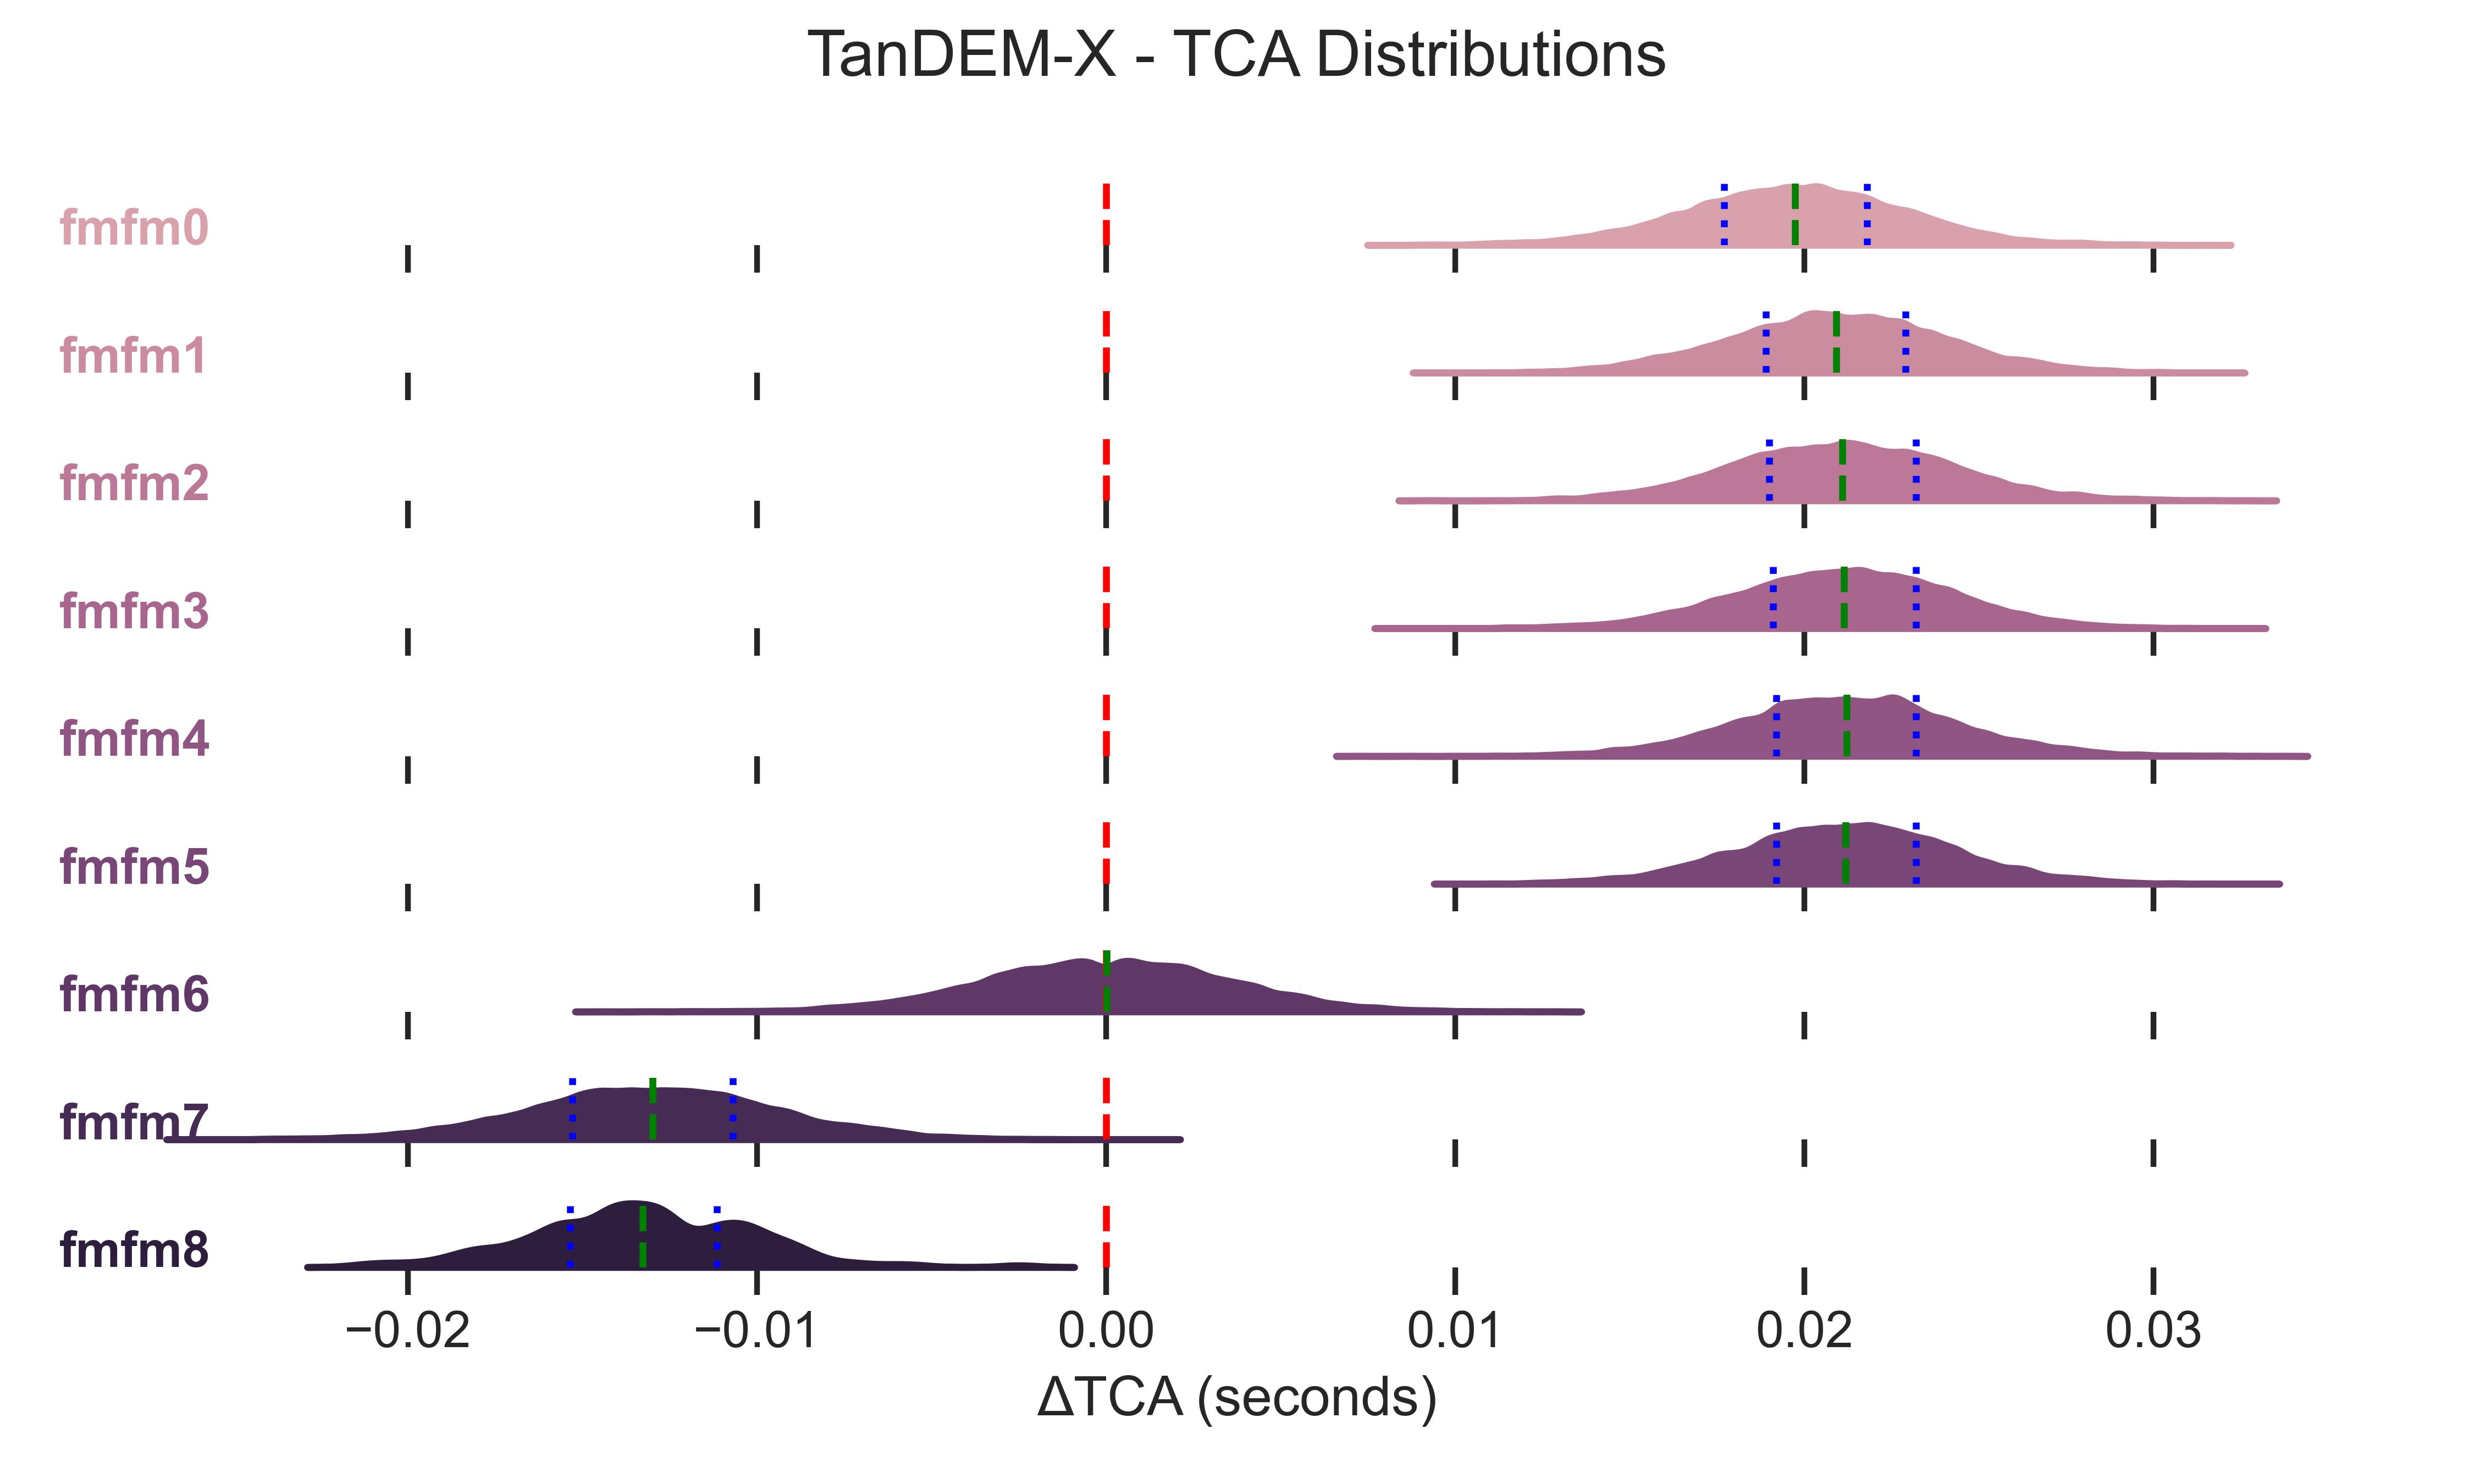 TanDEM-X - TCA Distributions
fmfm0
fmfm1
fmfm2
fmfm3
fmfm4
fmfm5
fmfm6
fmfm7
fmfm8
−0.02 −0.01 0.00 0.01 0.02 0.03
ΔTCA (seconds)